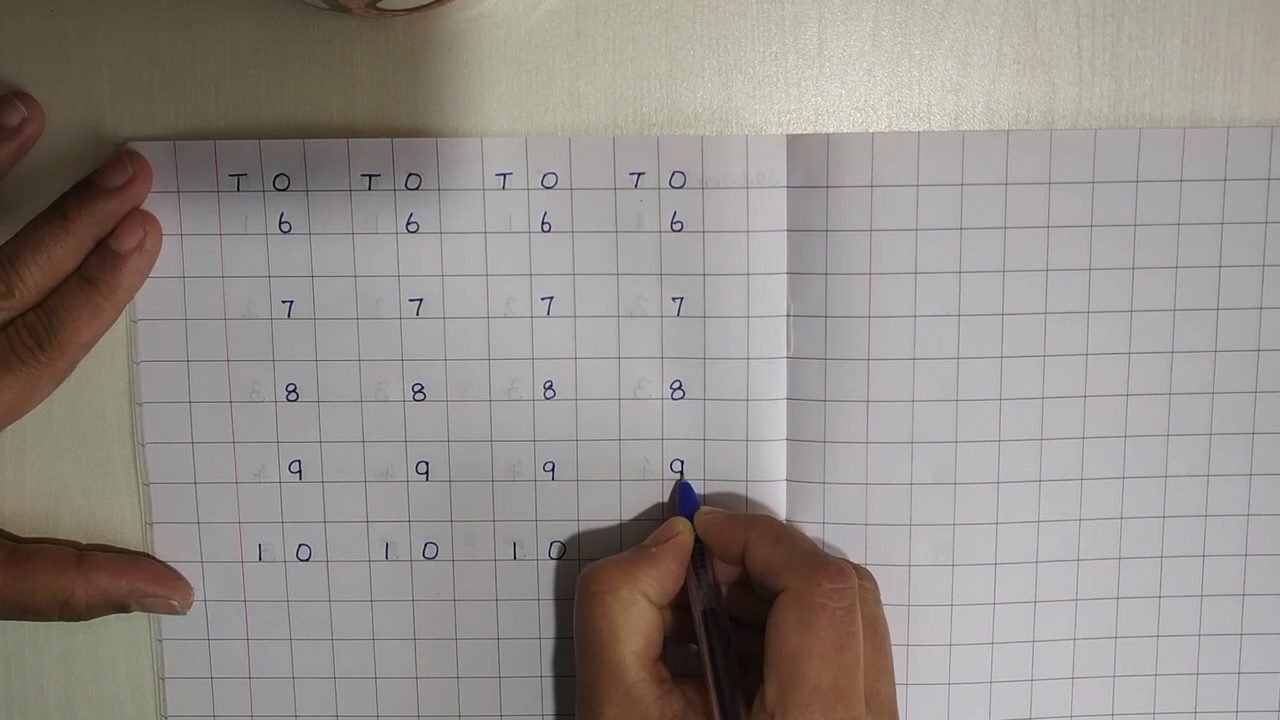 T O T O T O T O
6 6 6 6
7 7 7 7
8 8 8 8
9 9 9 9
1 0 1 0 1 0